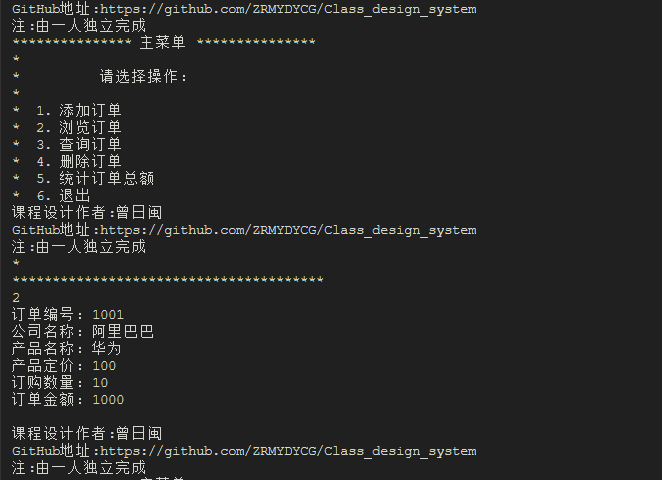 GitHub地址:https://github.com/ZRMYDYCG/Class_design_system
注:由一人独立完成
*************** 主菜单 ***************
*
*          请选择操作:
*
*  1. 添加订单
*  2. 浏览订单
*  3. 查询订单
*  4. 删除订单
*  5. 统计订单总额
*  6. 退出
课程设计作者:曾日闽
GitHub地址:https://github.com/ZRMYDYCG/Class_design_system
注:由一人独立完成
*
***************************************
2
订单编号: 1001
公司名称: 阿里巴巴
产品名称: 华为
产品定价: 100
订购数量: 10
订单金额: 1000
课程设计作者:曾日闽
GitHub地址:https://github.com/ZRMYDYCG/Class_design_system
注:由一人独立完成